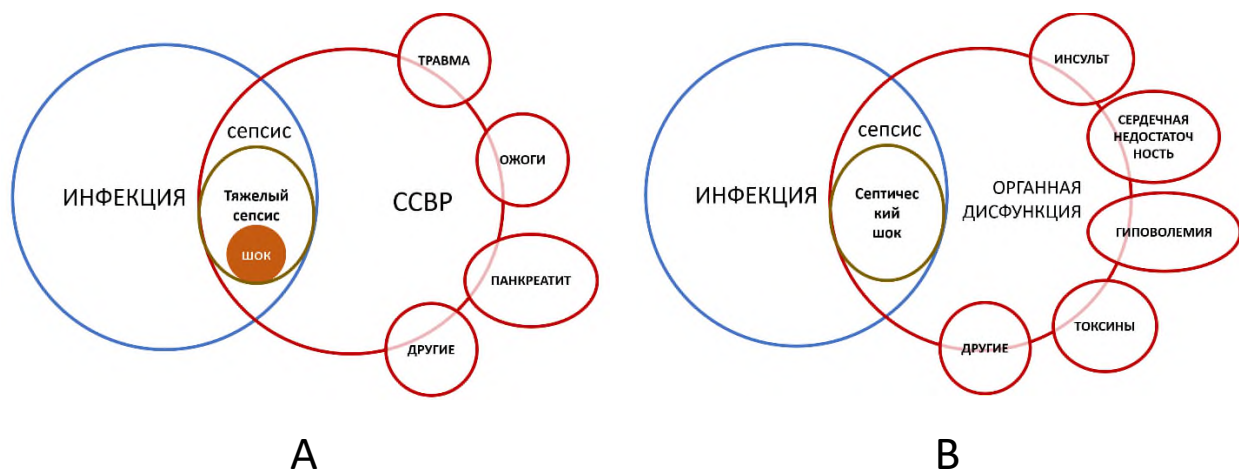 ТРАВМА
сепсис
ОЖОГИ
ИНФЕКЦИЯ
Тяжелый
сепсис
ССВР
шок
ПАНКРЕАТИТ
ДРУГИЕ
А
ИНСУЛЬТ
сепсис
СЕРДЕЧНАЯ
НЕДОСТАТОЧ
НОСТЬ
ИНФЕКЦИЯ
Септичес
кий
шок
ОРГАННАЯ
ДИСФУНКЦИЯ
ГИПОВОЛЕМИЯ
ТОКСИНЫ
ДРУГИЕ
В